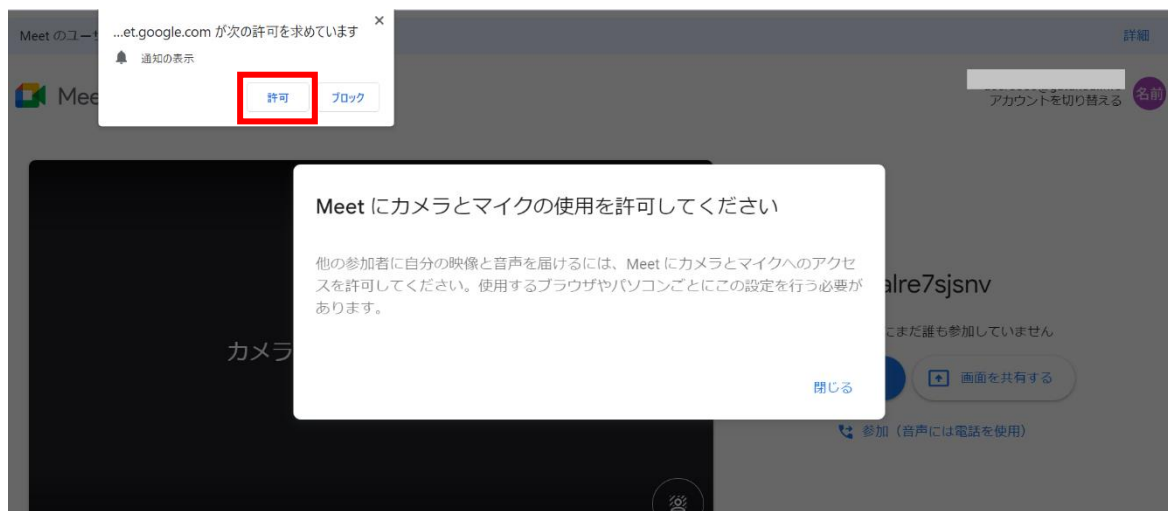 ...et.google.com が次の許可を求めています
×
通知の表示
許可
ブロック
Meet のユー
詳細
Mee
アカウントを切り替える
名前
Meet にカメラとマイクの使用を許可してください
他の参加者に自分の映像と音声を届けるには、Meet にカメラとマイクへのアクセ
スを許可してください。使用するブラウザやパソコンごとにこの設定を行う必要が
あります。
閉じる
カメラ
alre7sjsnv
にまだ誰も参加していません
画面を共有する
参加（音声には電話を使用）